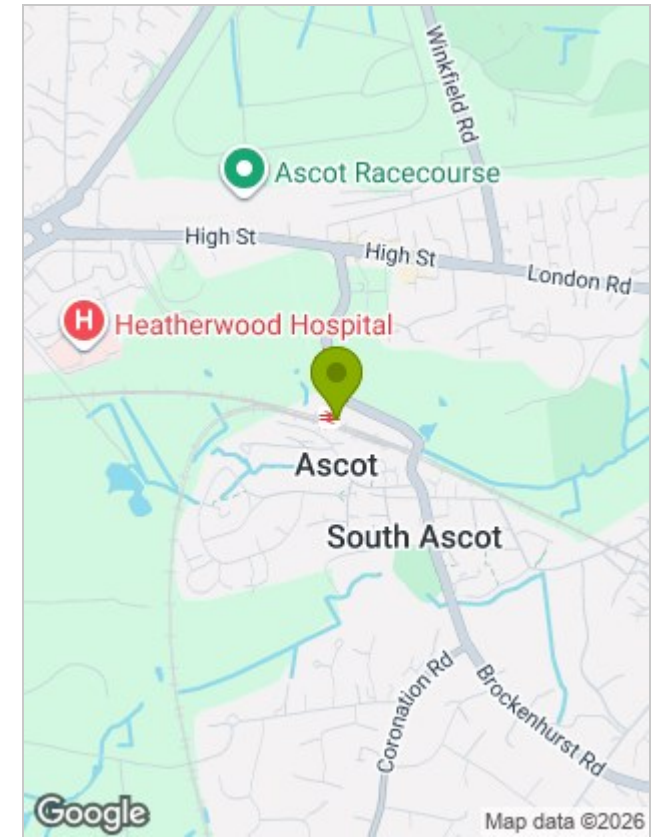 Winkfield Rd
Ascot Racecourse
High St
High St
London Rd
H
Heatherwood Hospital
Ascot
South Ascot
Coronation Rd
Brockenhurst Rd
Google
Map data ©2026